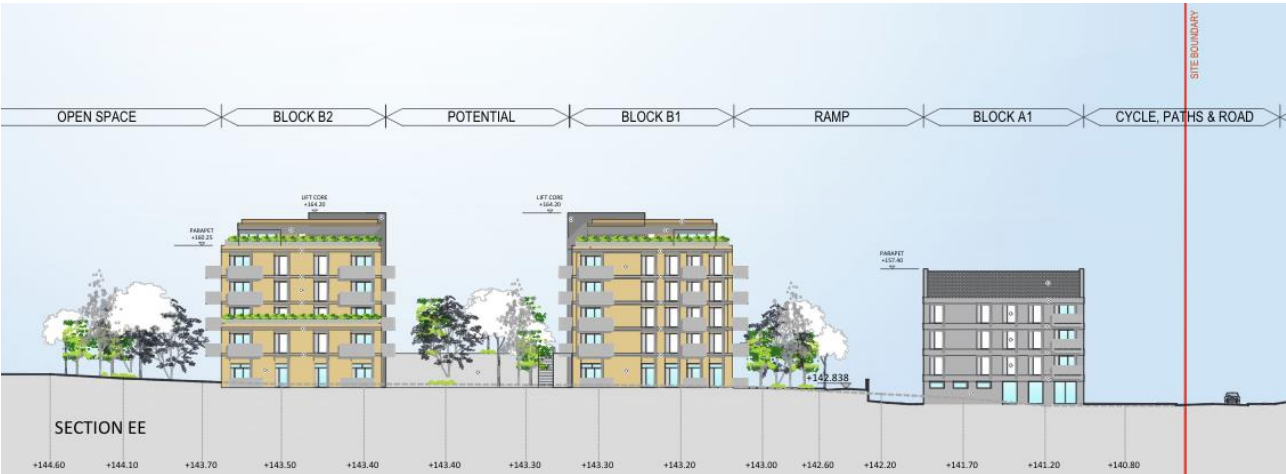 SITE BOUNDARY
OPEN SPACE
BLOCK B2
POTENTIAL
BLOCK B1
RAMP
BLOCK A1
CYCLE, PATHS & ROAD
LIFT CORE
+164.20
LIFT CORE
+164.20
PARAPET
+160.25
PARAPET
+157.40
+142.838
SECTION EE
+144.60
+144.10
+143.70
+143.50
+143.40
+143.40
+143.30
+143.30
+143.20
+143.00
+142.60
+142.20
+141.70
+141.20
+140.80